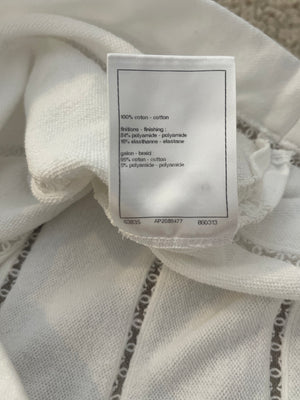 100% coton - cotton
finitions - finishing :
84% polyamide - polyamide
16% elasthanne - elastane
galon - braid :
95% coton - cotton
5% polyamide - polyamide
860313